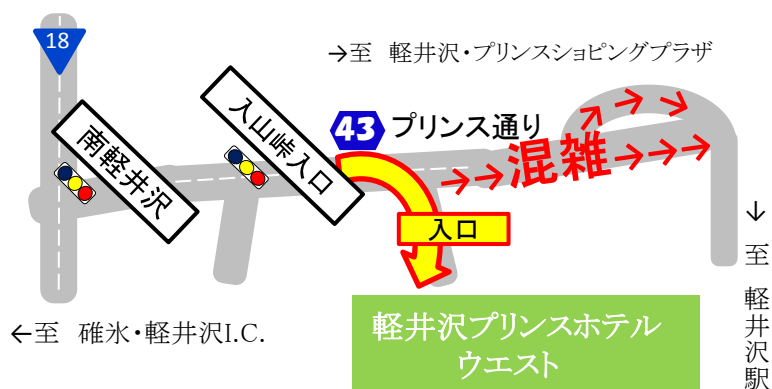 18
→至 軽井沢・プリンスショピングプラザ
南軽井沢
入山峠入口
43 プリンス通り
混雑
入口
↓至 軽井沢駅
←至 碓氷・軽井沢I.C.
軽井沢プリンスホテル
ウエスト